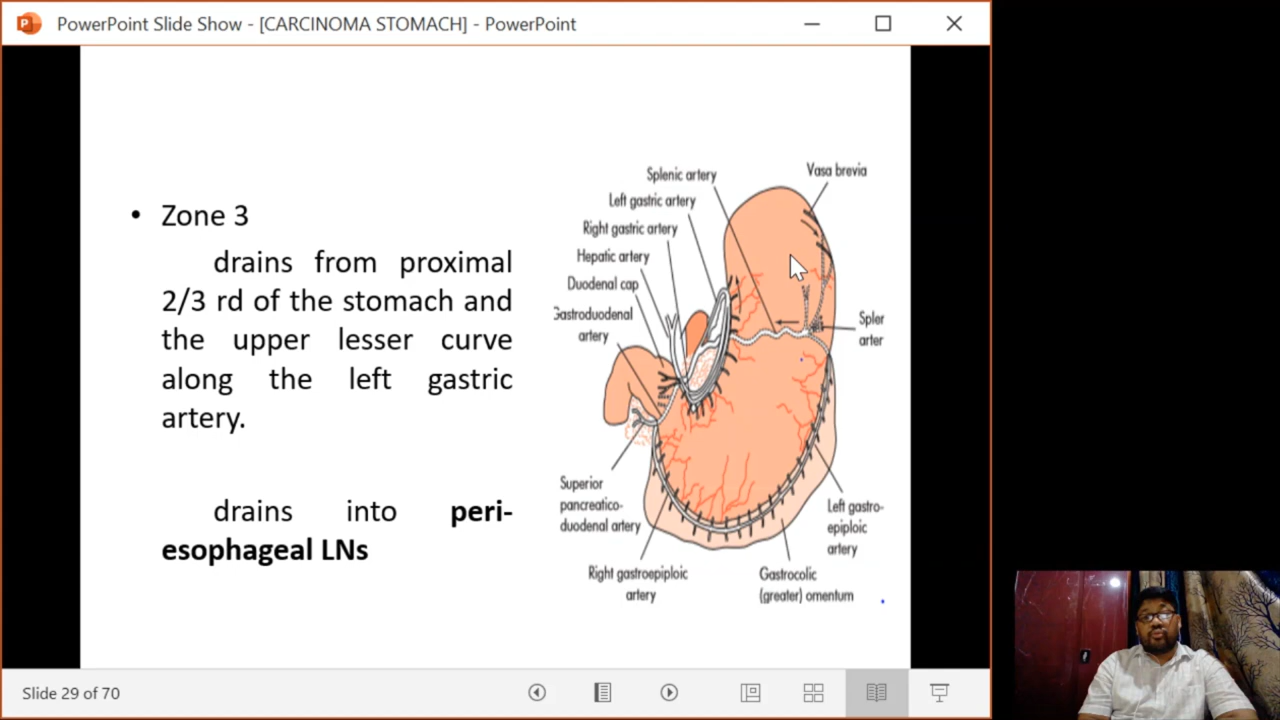 PowerPoint Slide Show - [CARCINOMA STOMACH] - PowerPoint
• Zone 3
drains from proximal
2/3 rd of the stomach and
the upper lesser curve
along the left gastric
artery.
drains into peri-
esophageal LNs
Splenic artery
Vasa brevia
Left gastric artery
Right gastric artery
Hepatic artery
Duodenal cap
Gastroduodenal
artery
Spler
arter
Superior
pancreatico-
duodenal artery
Left gastro-
epiploic
artery
Right gastroepiploic
artery
Gastrocolic
(greater) omentum
Slide 29 of 70